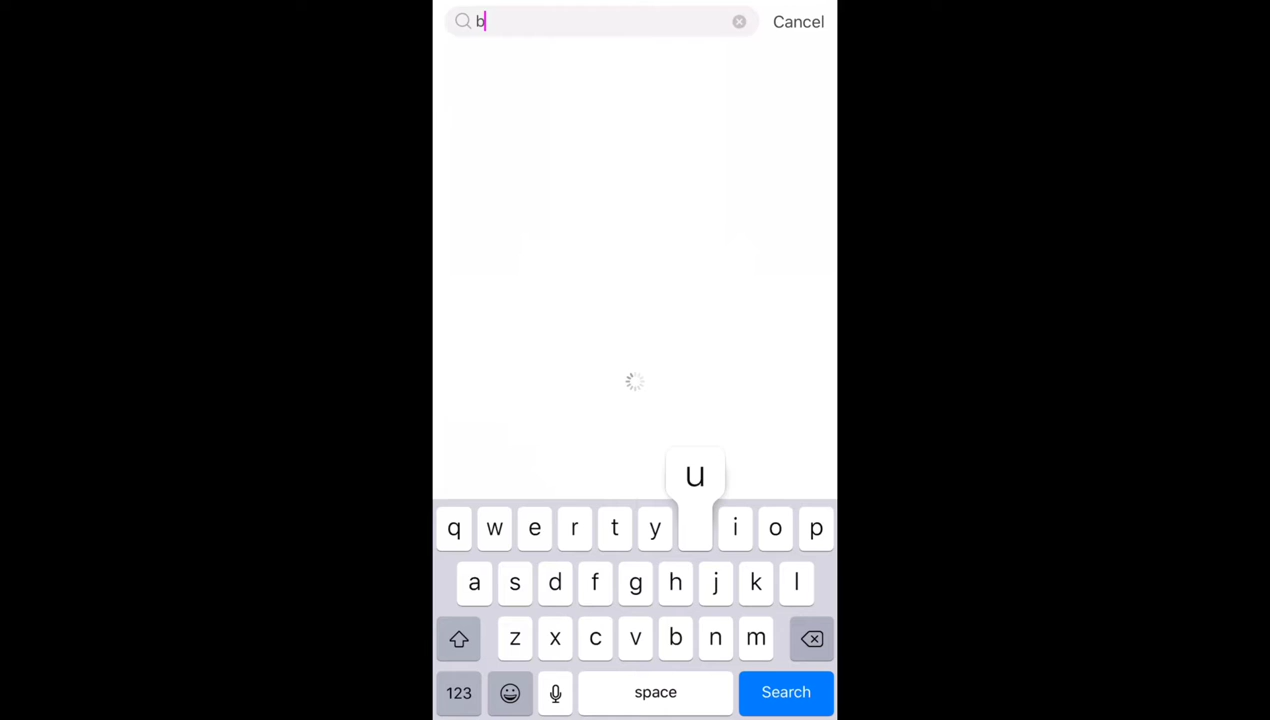 b
Cancel
u
q w e r t y i o p
a s d f g h j k l
z x c v b n m
123 space Search